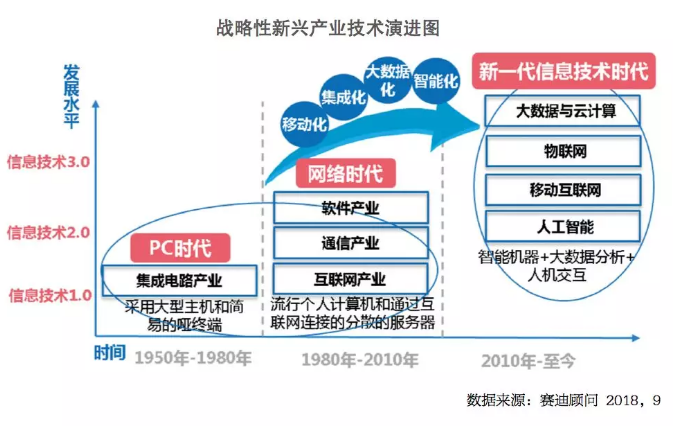 战略性新兴产业技术演进图
发展水平
信息技术3.0
信息技术2.0
信息技术1.0
移动化
集成化
大数据
化
智能化
PC时代
集成电路产业
采用大型主机和简
易的哑终端
网络时代
软件产业
通信产业
互联网产业
流行个人计算机和通过互
联网连接的分散的服务器
新一代信息技术时代
大数据与云计算
物联网
移动互联网
人工智能
智能机器+大数据分析+
人机交互
时间
1950年-1980年
1980年-2010年
2010年-至今
数据来源：赛迪顾问 2018，9